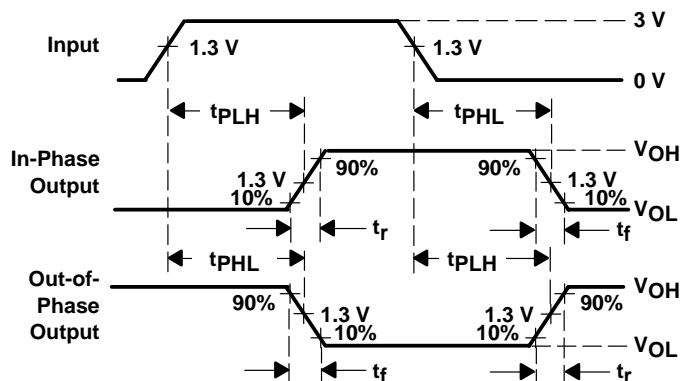 3 V
Input
1.3 V
1.3 V
0 V
tPLH
tPHL
In-Phase
Output
VOH
90%
90%
1.3 V
1.3 V
10%
10%
VOL
tr
tf
tPHL
tPLH
Out-of-
Phase
Output
VOH
90%
90%
1.3 V
1.3 V
10%
10%
VOL
tf
tr